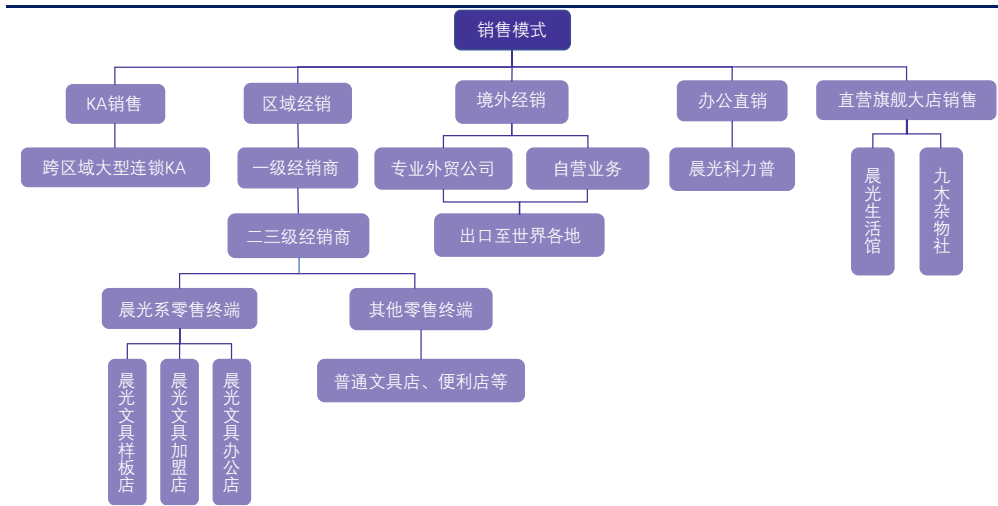 销售模式
KA销售
区域经销
境外经销
办公直销
直营旗舰大店销售
跨区域大型连锁KA
一级经销商
专业外贸公司
自营业务
晨光科力普
晨光生活馆
九木杂物社
二三级经销商
出口至世界各地
晨光系零售终端
其他零售终端
晨光文具样板店
晨光文具加盟店
晨光文具办公店
普通文具店、便利店等